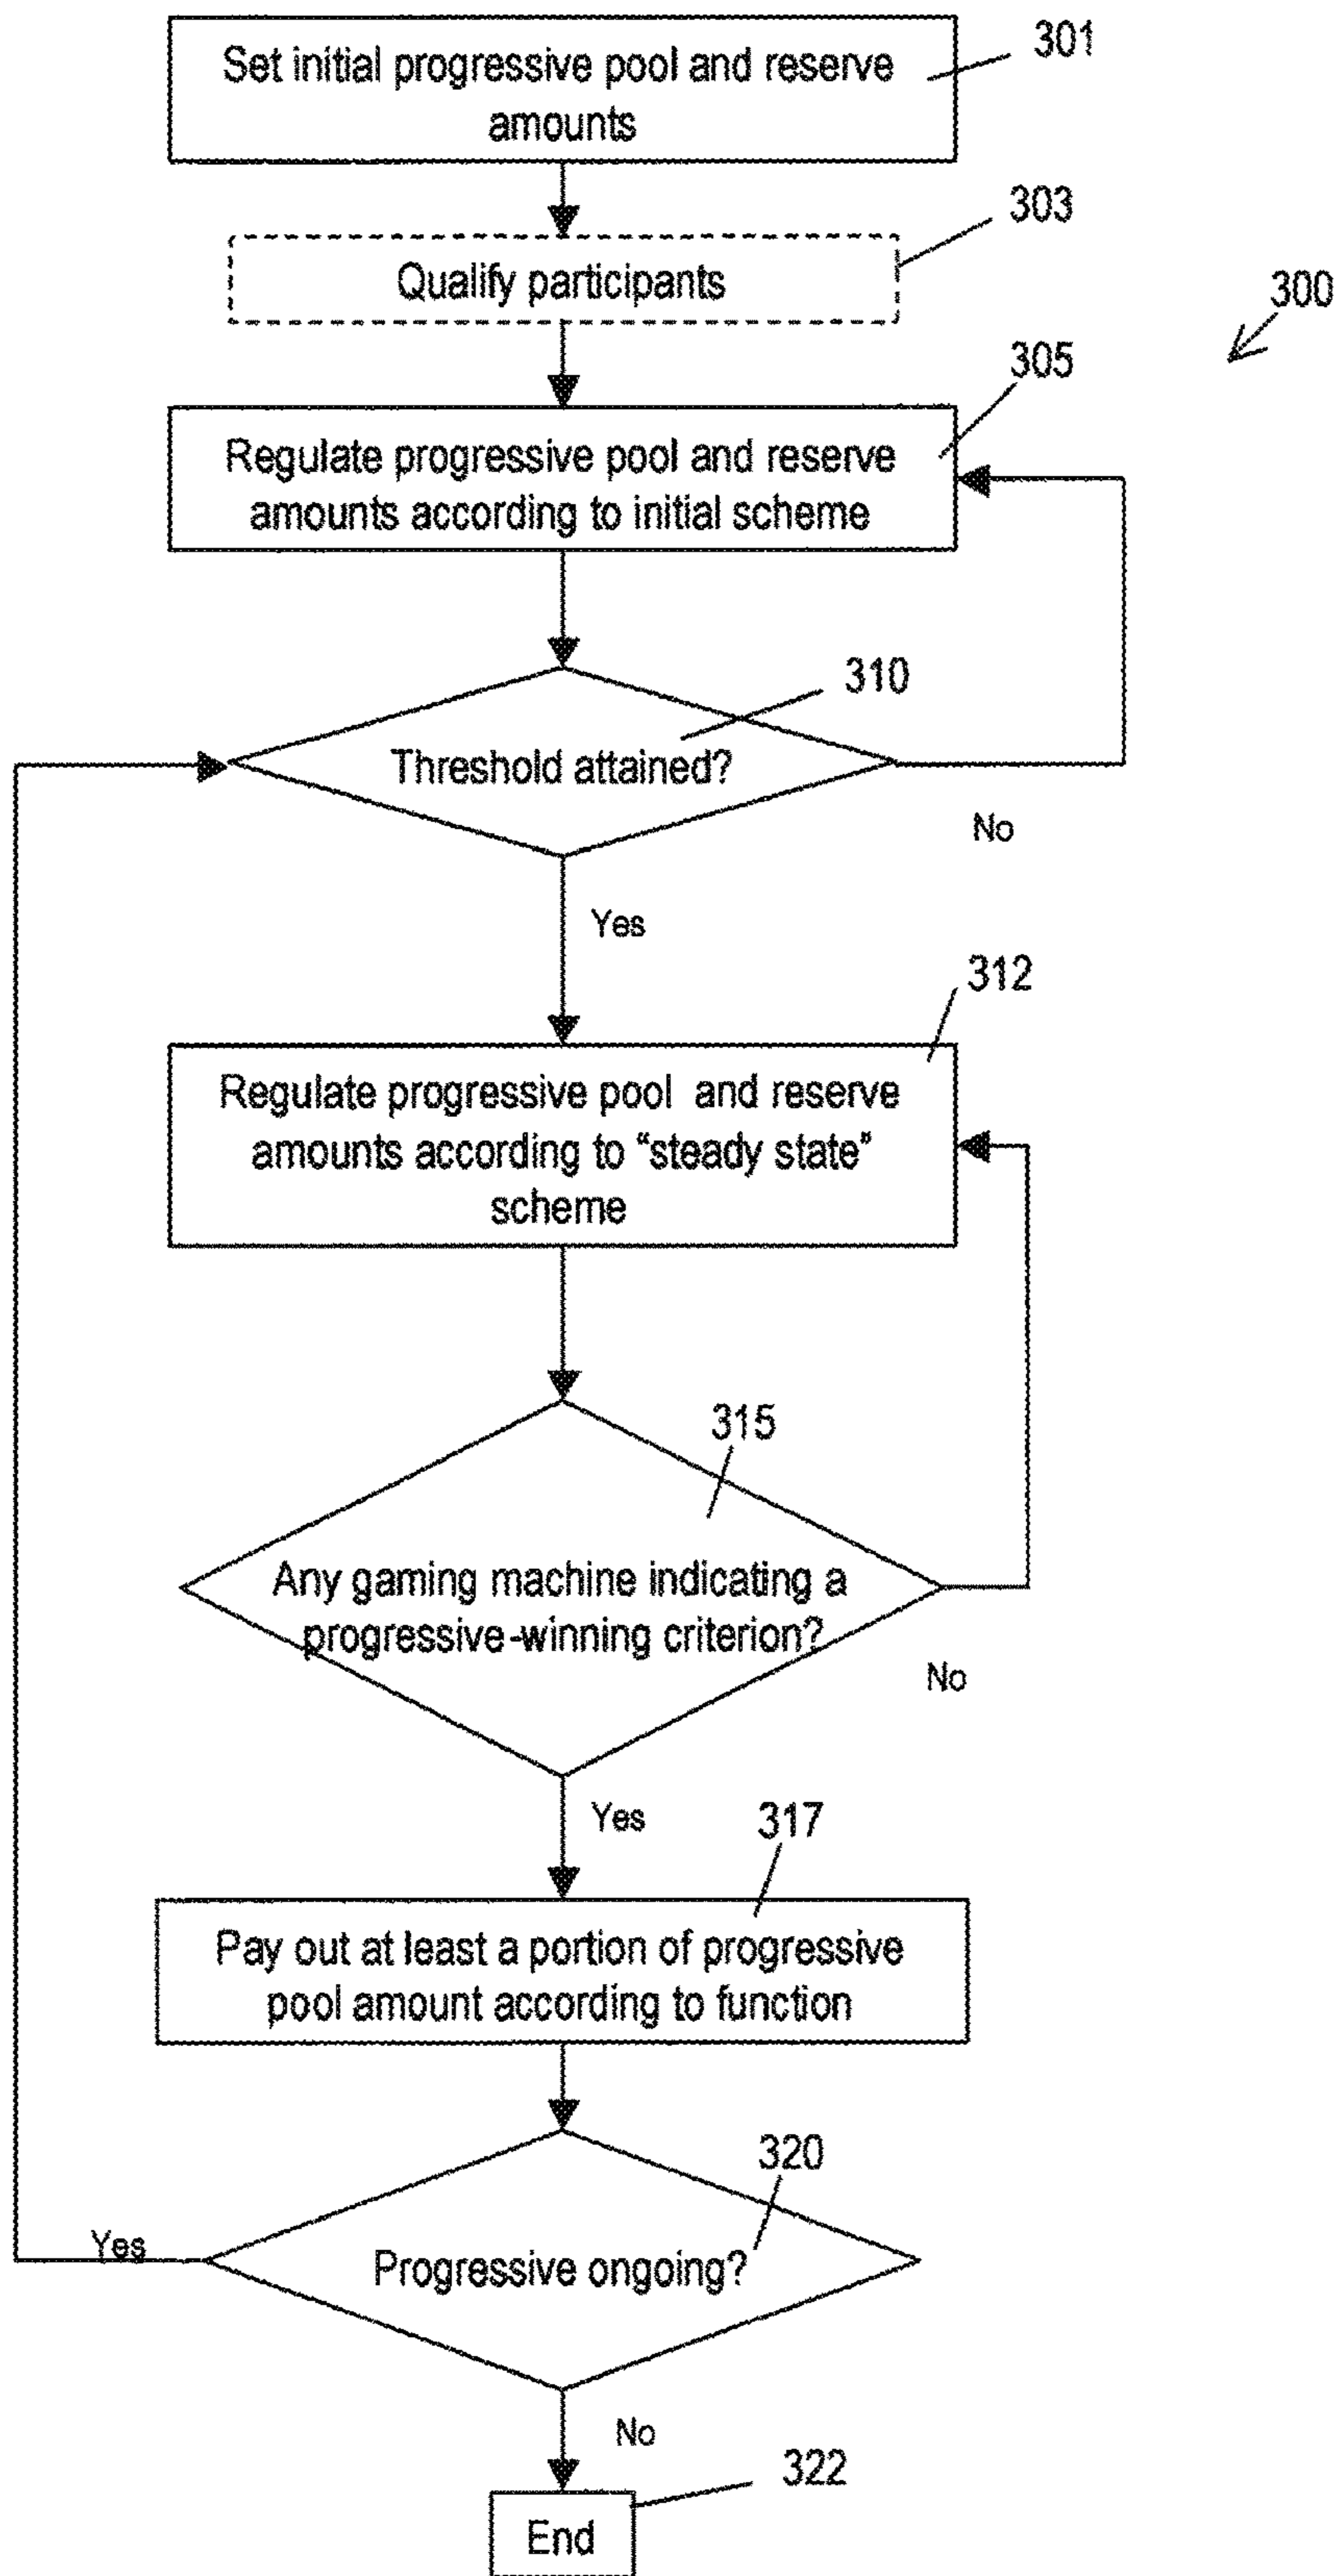 Set initial progressive pool and reserve
amounts
301
303
Qualify participants
300
305
Regulate progressive pool and reserve
amounts according to initial scheme
310
Threshold attained?
No
Yes
312
Regulate progressive pool and reserve
amounts according to “steady state”
scheme
315
Any gaming machine indicating a
progressive-winning criterion?
No
Yes
317
Pay out at least a portion of progressive
pool amount according to function
320
Yes
Progressive ongoing?
No
322
End